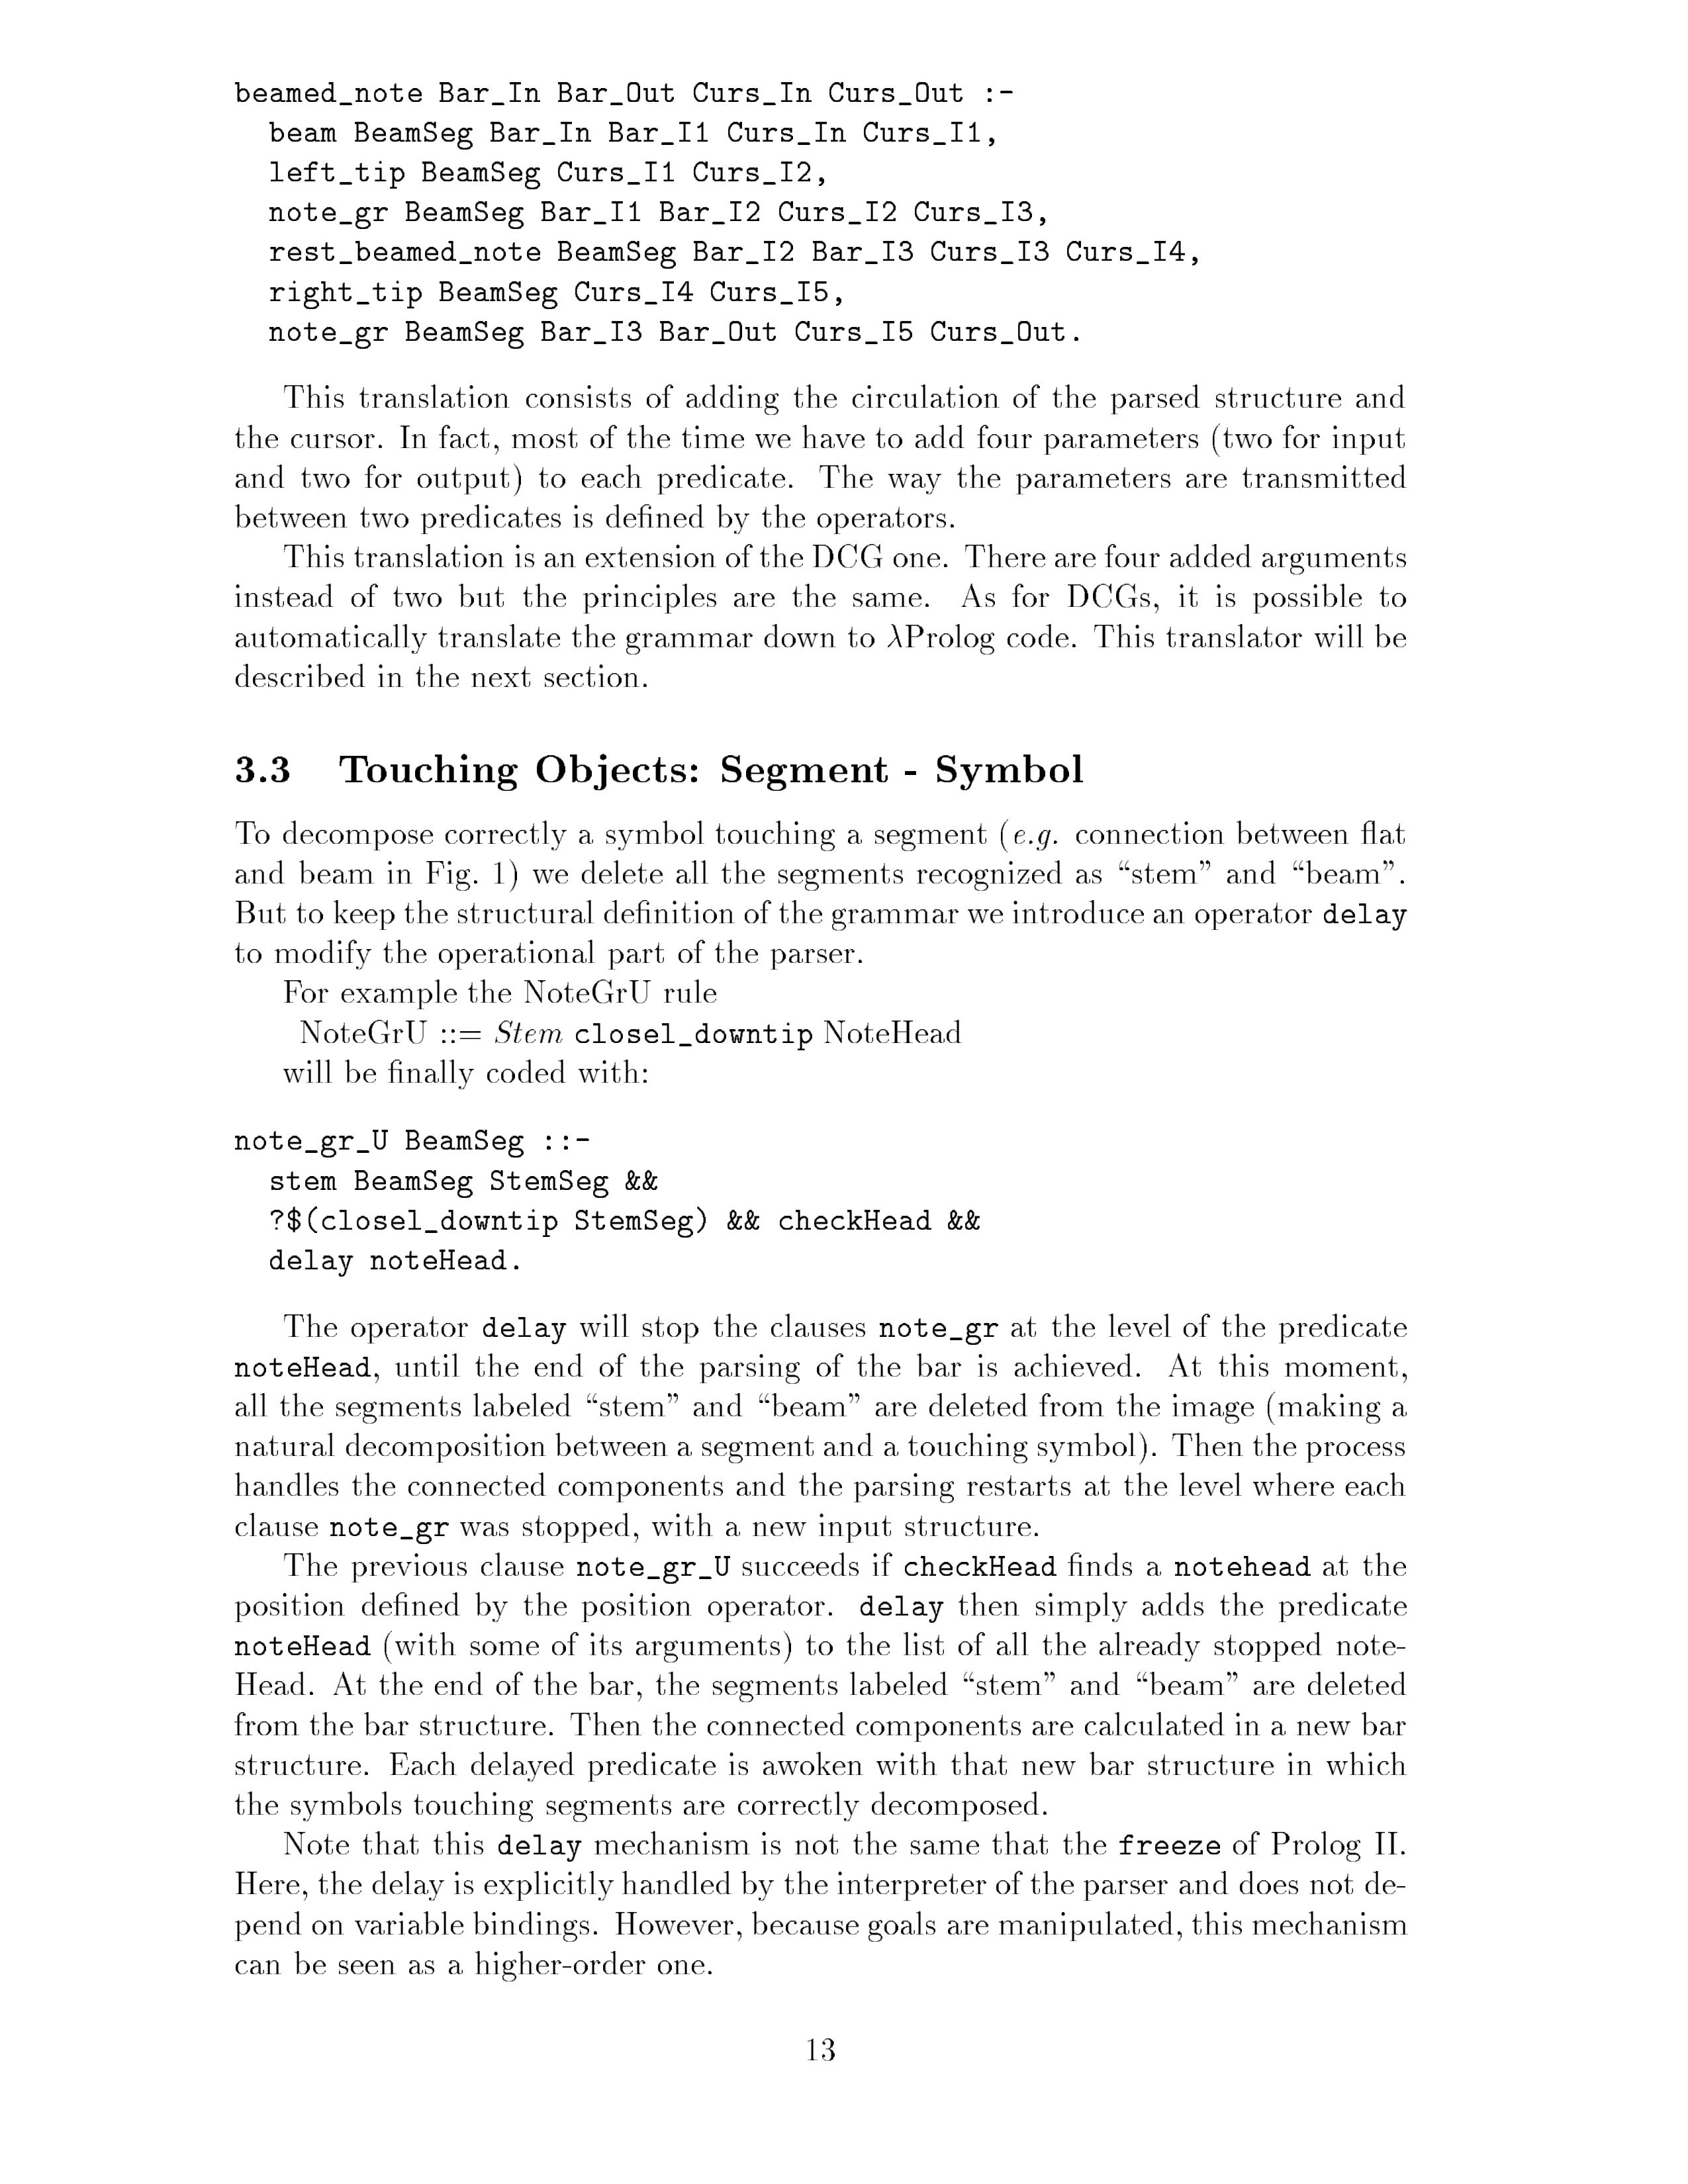 beamed_note Bar_In Bar_Out Curs_In Curs_Out :-
  beam BeamSeg Bar_In Bar_I1 Curs_In Curs_I1,
  left_tip BeamSeg Curs_I1 Curs_I2,
  note_gr BeamSeg Bar_I1 Bar_I2 Curs_I2 Curs_I3,
  rest_beamed_note BeamSeg Bar_I2 Bar_I3 Curs_I3 Curs_I4,
  right_tip BeamSeg Curs_I4 Curs_I5,
  note_gr BeamSeg Bar_I3 Bar_Out Curs_I5 Curs_Out.
This translation consists of adding the circulation of the parsed structure and
the cursor. In fact, most of the time we have to add four parameters (two for input
and two for output) to each predicate. The way the parameters are transmitted
between two predicates is defined by the operators.
This translation is an extension of the DCG one. There are four added arguments
instead of two but the principles are the same. As for DCGs, it is possible to
automatically translate the grammar down to λProlog code. This translator will be
described in the next section.
3.3 Touching Objects: Segment - Symbol
To decompose correctly a symbol touching a segment (e.g. connection between flat
and beam in Fig. 1) we delete all the segments recognized as “stem” and “beam”.
But to keep the structural definition of the grammar we introduce an operator delay
to modify the operational part of the parser.
For example the NoteGrU rule
NoteGrU ::= Stem closel_downtip NoteHead
will be finally coded with:
note_gr_U BeamSeg ::-
  stem BeamSeg StemSeg &&
  ?$(closel_downtip StemSeg) && checkHead &&
  delay noteHead.
The operator delay will stop the clauses note_gr at the level of the predicate
noteHead, until the end of the parsing of the bar is achieved. At this moment,
all the segments labeled “stem” and “beam” are deleted from the image (making a
natural decomposition between a segment and a touching symbol). Then the process
handles the connected components and the parsing restarts at the level where each
clause note_gr was stopped, with a new input structure.
The previous clause note_gr_U succeeds if checkHead finds a notehead at the
position defined by the position operator. delay then simply adds the predicate
noteHead (with some of its arguments) to the list of all the already stopped note-
Head. At the end of the bar, the segments labeled “stem” and “beam” are deleted
from the bar structure. Then the connected components are calculated in a new bar
structure. Each delayed predicate is awoken with that new bar structure in which
the symbols touching segments are correctly decomposed.
Note that this delay mechanism is not the same that the freeze of Prolog II.
Here, the delay is explicitly handled by the interpreter of the parser and does not de-
pend on variable bindings. However, because goals are manipulated, this mechanism
can be seen as a higher-order one.
13